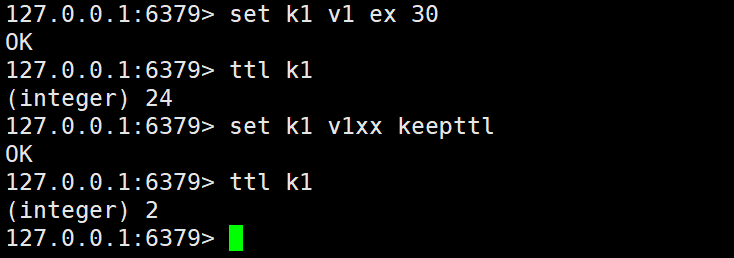 127.0.0.1:6379> set k1 v1 ex 30
OK
127.0.0.1:6379> ttl k1
(integer) 24
127.0.0.1:6379> set k1 v1xx keepttl
OK
127.0.0.1:6379> ttl k1
(integer) 2
127.0.0.1:6379>